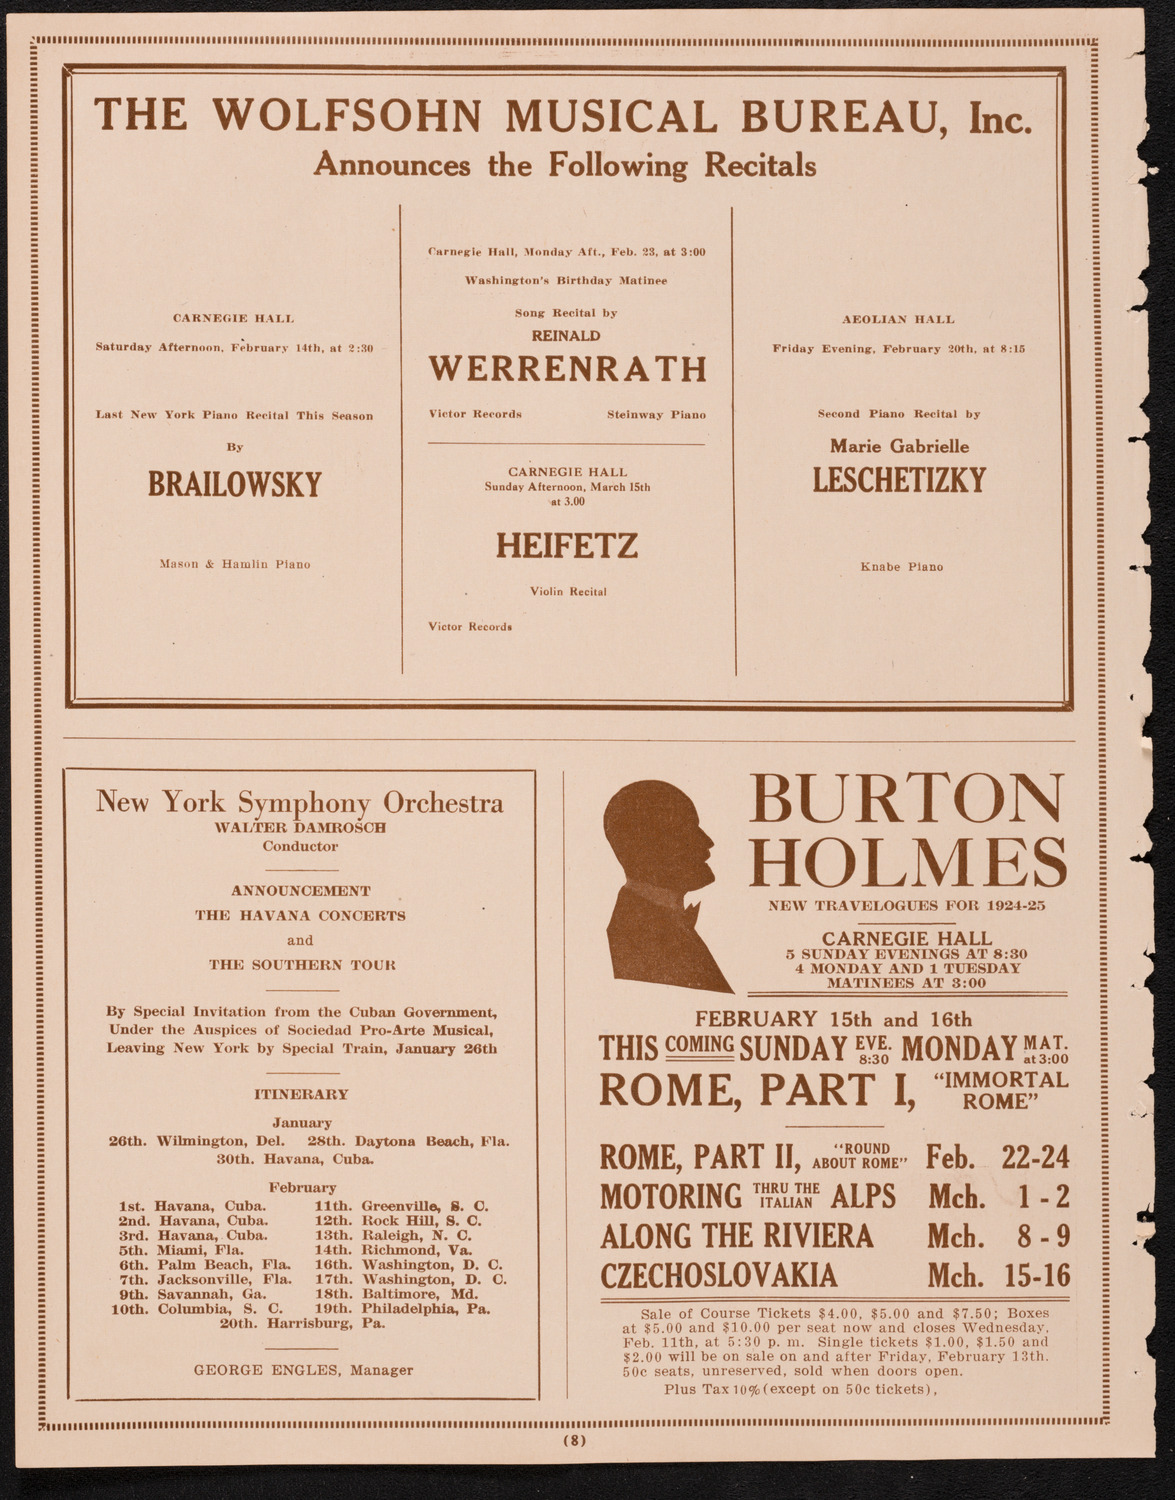 THE WOLFSOHN MUSICAL BUREAU, Inc.
Announces the Following Recitals
CARNEGIE HALL
Saturday Afternoon, February 14th, at 2:30
Last New York Piano Recital This Season
By
BRAILOWSKY
Mason & Hamlin Piano
Carnegie Hall, Monday Aft., Feb. 23, at 3:00
Washington's Birthday Matinee
Song Recital by
REINALD
WERRENRATH
Victor Records Steinway Piano
CARNEGIE HALL
Sunday Afternoon, March 15th
at 3.00
HEIFETZ
Violin Recital
Victor Records
AEOLIAN HALL
Friday Evening, February 20th, at 8:15
Second Piano Recital by
Marie Gabrielle
LESCHETIZKY
Knabe Piano
New York Symphony Orchestra
WALTER DAMROSCH
Conductor
ANNOUNCEMENT
THE HAVANA CONCERTS
and
THE SOUTHERN TOUR
By Special Invitation from the Cuban Government,
Under the Auspices of Sociedad Pro-Arte Musical,
Leaving New York by Special Train, January 26th
ITINERARY
January
26th. Wilmington, Del. 28th. Daytona Beach, Fla.
30th. Havana, Cuba.
February
1st. Havana, Cuba. 11th. Greenville, S. C.
2nd. Havana, Cuba. 12th. Rock Hill, S. C.
3rd. Havana, Cuba. 13th. Raleigh, N. C.
5th. Miami, Fla. 14th. Richmond, Va.
6th. Palm Beach, Fla. 16th. Washington, D. C.
7th. Jacksonville, Fla. 17th. Washington, D. C.
9th. Savannah, Ga. 18th. Baltimore, Md.
10th. Columbia, S. C. 19th. Philadelphia, Pa.
20th. Harrisburg, Pa.
GEORGE ENGLES, Manager
BURTON
HOLMES
NEW TRAVELOGUES FOR 1924-25
CARNEGIE HALL
5 SUNDAY EVENINGS AT 8:30
4 MONDAY AND 1 TUESDAY
MATINEES AT 3:00
FEBRUARY 15th and 16th
THIS COMING SUNDAY EVE. 8:30 MONDAY MAT. at 3:00
ROME, PART I, "IMMORTAL ROME"
ROME, PART II, "ROUND ABOUT ROME" Feb. 22-24
MOTORING THRU THE ITALIAN ALPS Mch. 1 - 2
ALONG THE RIVIERA Mch. 8 - 9
CZECHOSLOVAKIA Mch. 15-16
Sale of Course Tickets $4.00, $5.00 and $7.50; Boxes
at $5.00 and $10.00 per seat now and closes Wednesday,
Feb. 11th, at 5:30 p. m. Single tickets $1.00, $1.50 and
$2.00 will be on sale on and after Friday, February 13th.
50c seats, unreserved, sold when doors open.
Plus Tax 10% (except on 50c tickets),
(8)